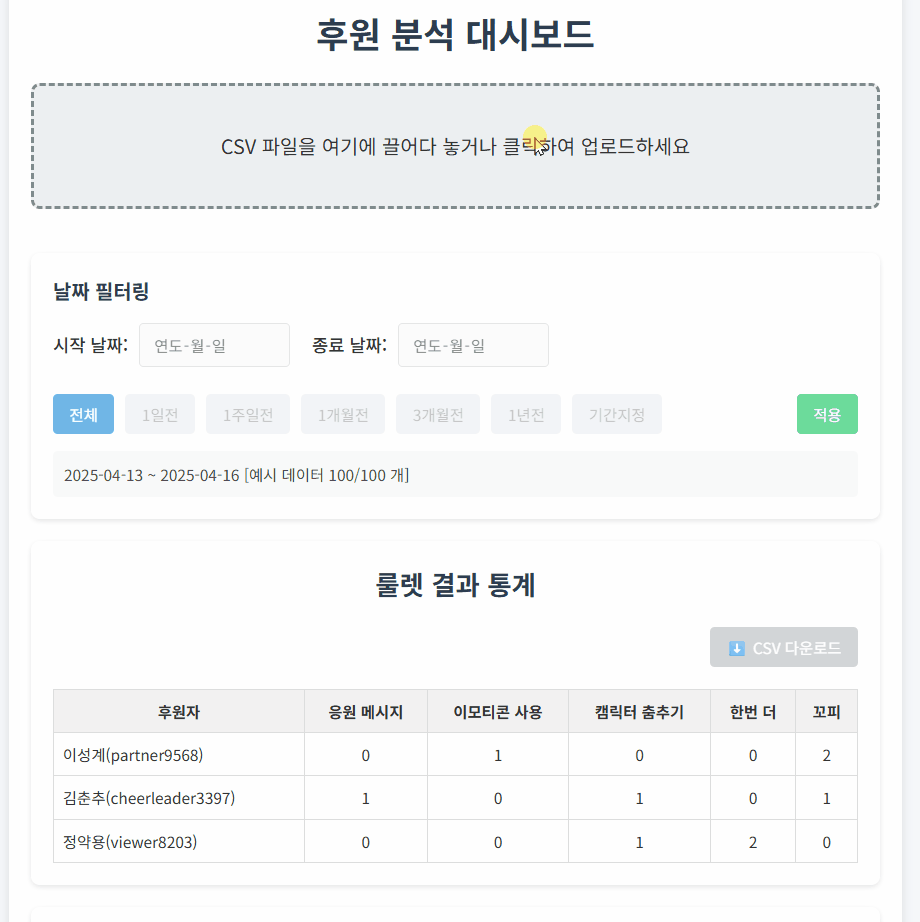 후원 분석 대시보드
CSV 파일을 여기에 끌어다 놓거나 클릭하여 업로드하세요
날짜 필터링
시작 날짜: 연도-월-일 종료 날짜: 연도-월-일
전체 1일전 1주일전 1개월전 3개월전 1년전 기간지정 적용
2025-04-13 ~ 2025-04-16 [예시 데이터 100/100 개]
룰렛 결과 통계
CSV 다운로드
후원자 응원 메시지 이모티콘 사용 캠릭터 춤추기 한번 더 꼬피
이성계(partner9568) 0 1 0 0 2
김춘추(cheerleader3397) 1 0 1 0 1
정약용(viewer8203) 0 0 1 2 0